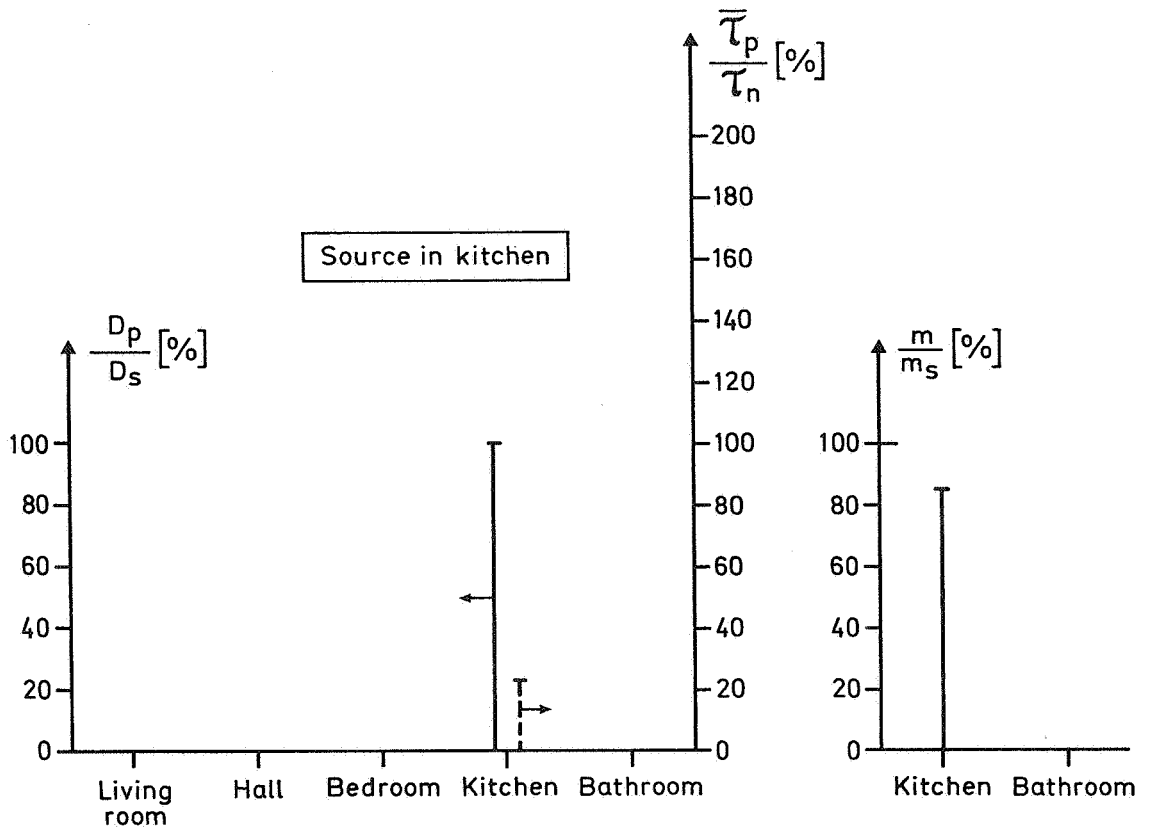 τ̄p
τn [%]
200
180
Source in kitchen
160
140
Dp
Ds [%]
m
ms [%]
120
100
100
100
80
80
80
60
60
60
40
40
40
20
20
20
0
0
0
Living room
Hall
Bedroom
Kitchen
Bathroom
Kitchen
Bathroom